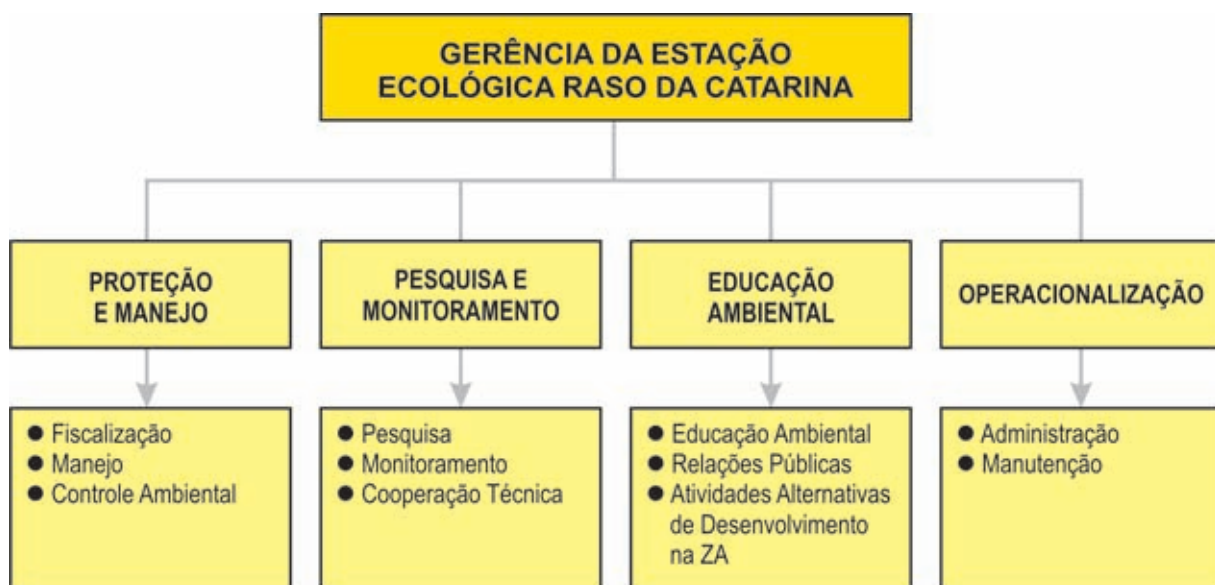 GERÊNCIA DA ESTAÇÃO
ECOLÓGICA RASO DA CATARINA
PROTEÇÃO
E MANEJO
PESQUISA E
MONITORAMENTO
EDUCAÇÃO
AMBIENTAL
OPERACIONALIZAÇÃO
● Fiscalização
● Manejo
● Controle Ambiental
● Pesquisa
● Monitoramento
● Cooperação Técnica
● Educação Ambiental
● Relações Públicas
● Atividades Alternativas
de Desenvolvimento
na ZA
● Administração
● Manutenção